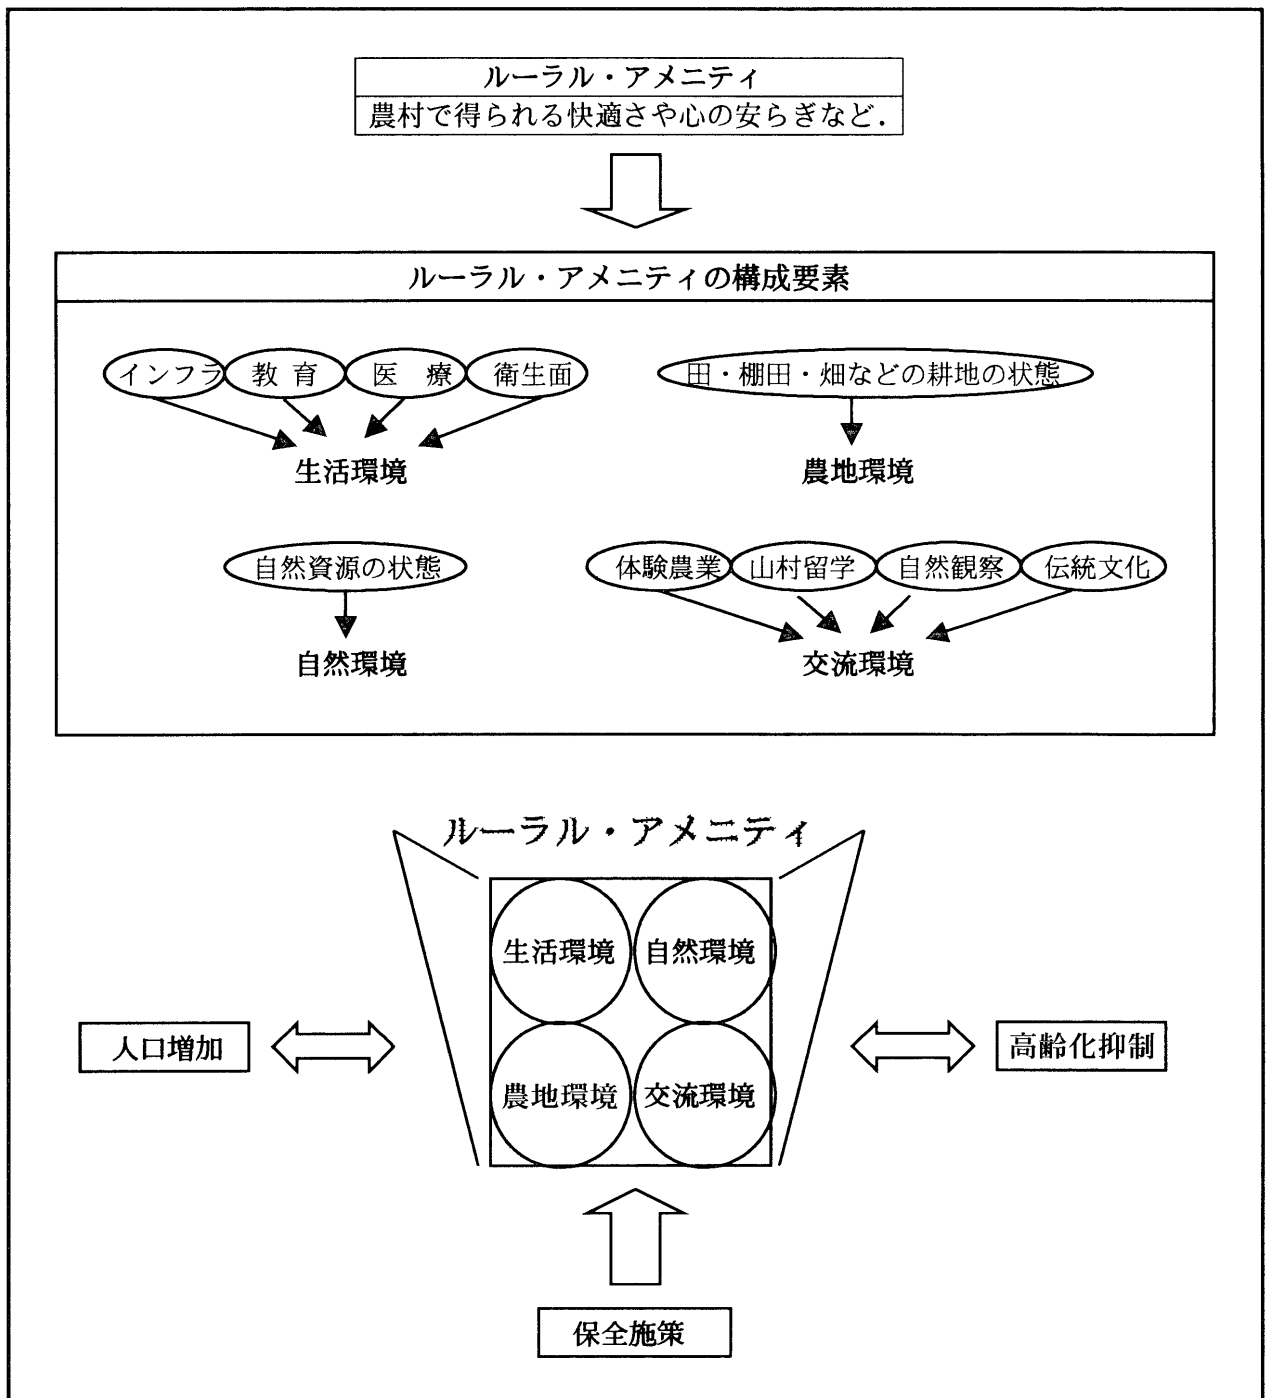 ルーラル・アメニティ
農村で得られる快適さや心の安らぎなど.
ルーラル・アメニティの構成要素
インフラ 教育 医療 衛生面
生活環境
田・棚田・畑などの耕地の状態
農地環境
自然資源の状態
自然環境
体験農業 山村留学 自然観察 伝統文化
交流環境
ルーラル・アメニティ
生活環境 自然環境
人口増加
高齢化抑制
農地環境 交流環境
保全施策